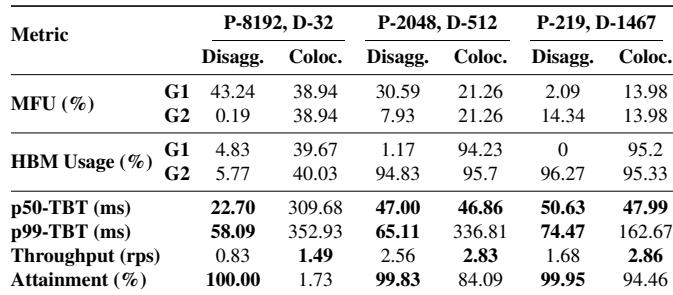 Metric P-8192, D-32 P-2048, D-512 P-219, D-1467
Disagg. Coloc. Disagg. Coloc. Disagg. Coloc.
MFU (%) G1 43.24 38.94 30.59 21.26 2.09 13.98
G2 0.19 38.94 7.93 21.26 14.34 13.98
HBM Usage (%) G1 4.83 39.67 1.17 94.23 0 95.2
G2 5.77 40.03 94.83 95.7 96.27 95.33
p50-TBT (ms) 22.70 309.68 47.00 46.86 50.63 47.99
p99-TBT (ms) 58.09 352.93 65.11 336.81 74.47 162.67
Throughput (rps) 0.83 1.49 2.56 2.83 1.68 2.86
Attainment (%) 100.00 1.73 99.83 84.09 99.95 94.46